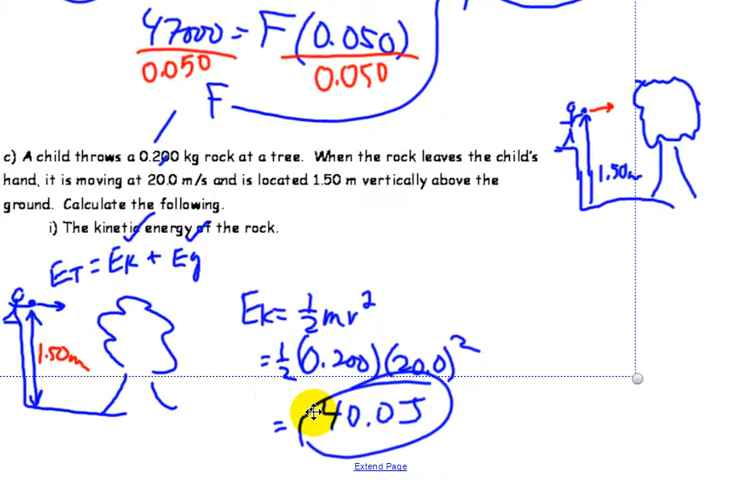 47000 = F(0.050)
0.050 0.050
F
c) A child throws a 0.200 kg rock at a tree. When the rock leaves the child's
hand, it is moving at 20.0 m/s and is located 1.50 m vertically above the
ground. Calculate the following.
i) The kinetic energy of the rock.
1.50m
ET = EK + Eg
1.50m
EK = 1/2 mv²
= 1/2 (0.200)(20.0)²
= 40.0J
Extend Page